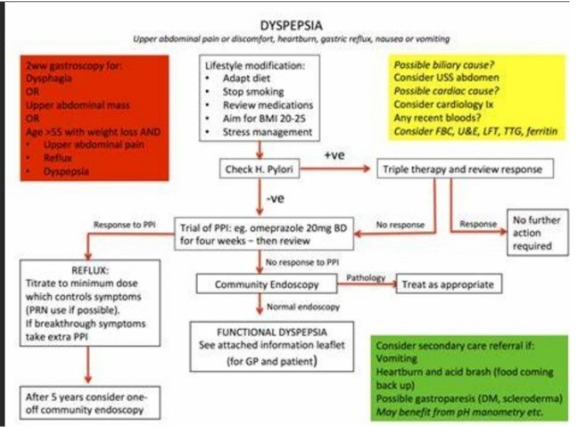 DYSPEPSIA
Upper abdominal pain or discomfort, heartburn, gastric reflux, nausea or vomiting
2ww gastroscopy for:
Dysphagia
OR
Upper abdominal mass
OR
Age >55 with weight loss AND
• Upper abdominal pain
• Reflux
• Dyspepsia
Lifestyle modification:
• Adapt diet
• Stop smoking
• Review medications
• Aim for BMI 20-25
• Stress management
Possible biliary cause?
Consider USS abdomen
Possible cardiac cause?
Consider cardiology Ix
Any recent bloods?
Consider FBC, U&E, LFT, TTG, ferritin
Check H. Pylori
+ve
Triple therapy and review response
-ve
Response to PPI
Trial of PPI: eg. omeprazole 20mg BD
for four weeks – then review
No response
Response
No further
action
required
REFLUX:
Titrate to minimum dose
which controls symptoms
(PRN use if possible).
If breakthrough symptoms
take extra PPI
No response to PPI
Community Endoscopy
Pathology
Treat as appropriate
Normal endoscopy
FUNCTIONAL DYSPEPSIA
See attached information leaflet
(for GP and patient)
After 5 years consider one-
off community endoscopy
Consider secondary care referral if:
Vomiting
Heartburn and acid brash (food coming
back up)
Possible gastroparesis (DM, scleroderma)
May benefit from pH manometry etc.